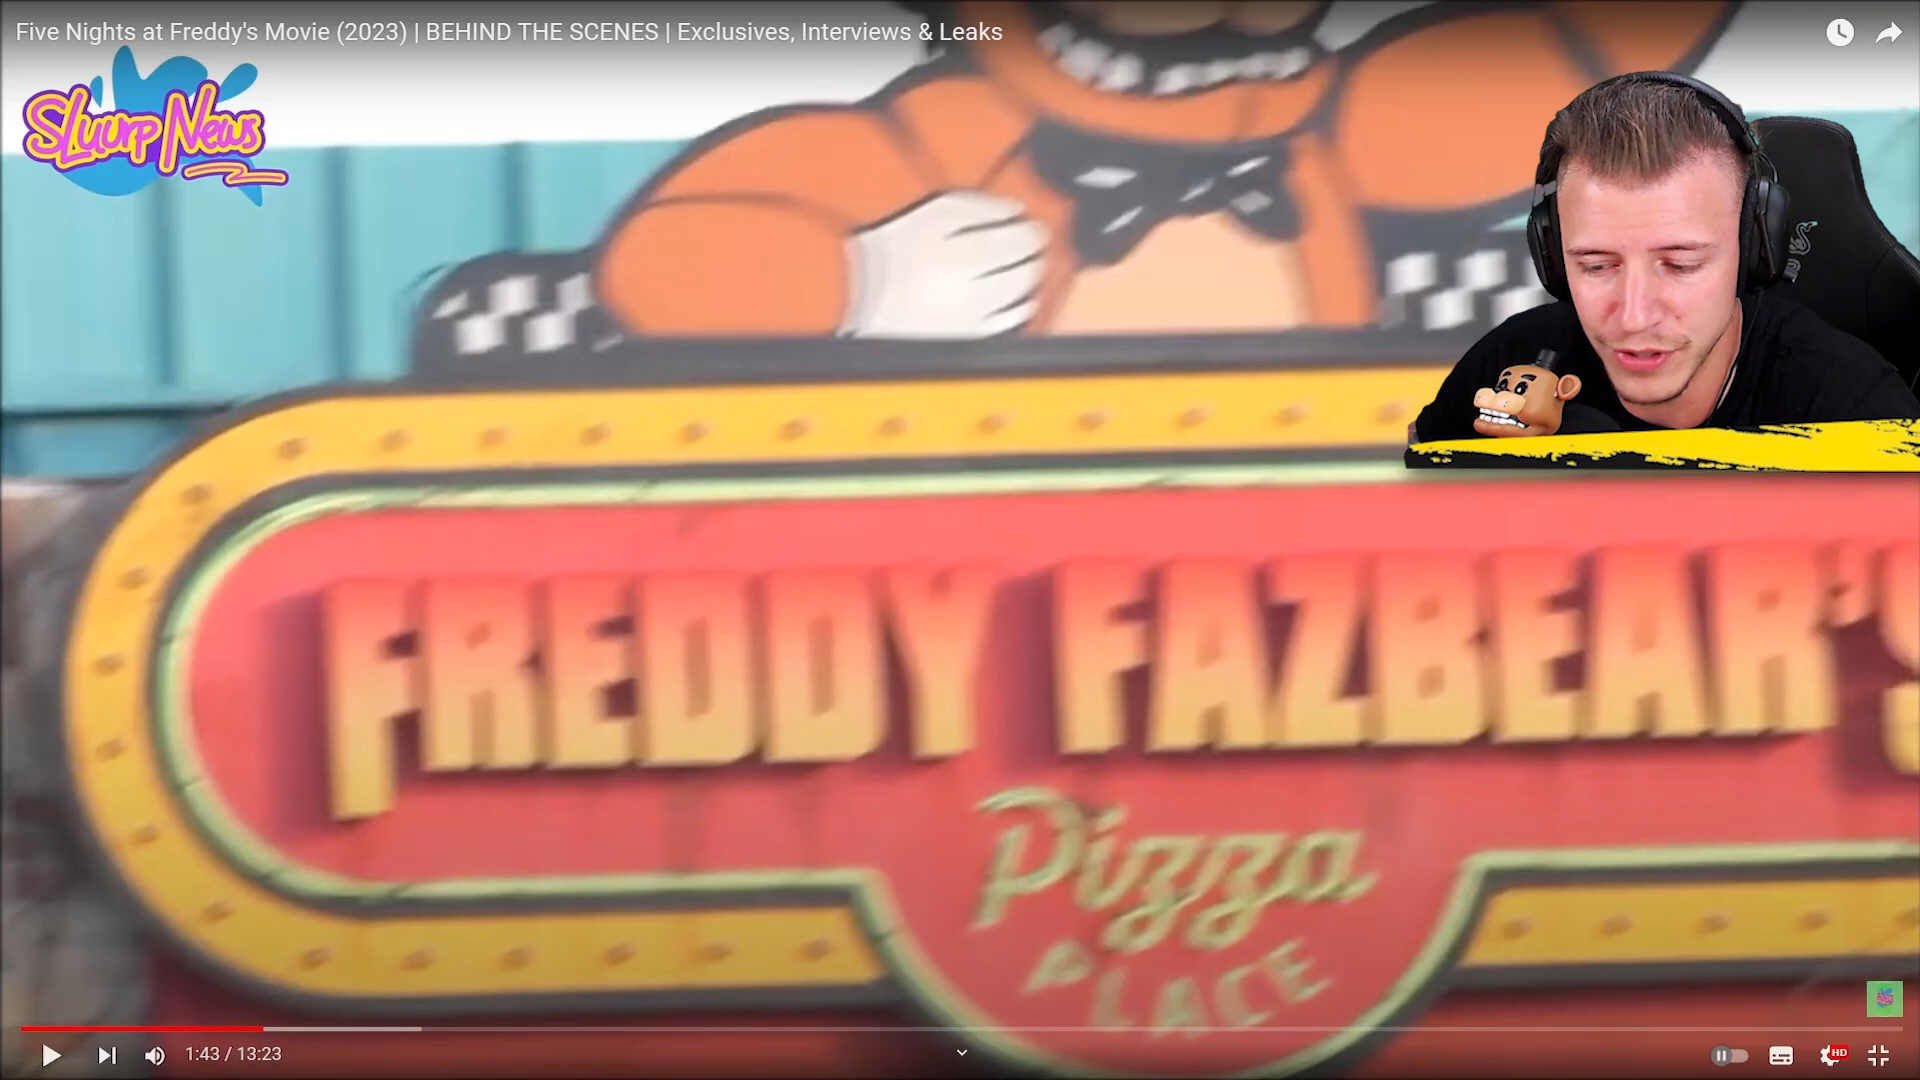 Five Nights at Freddy's Movie (2023) | BEHIND THE SCENES | Exclusives, Interviews & Leaks
Sluurp News
FREDDY FAZBEAR'S
Pizza
PLACE
1:43 / 13:23
HD